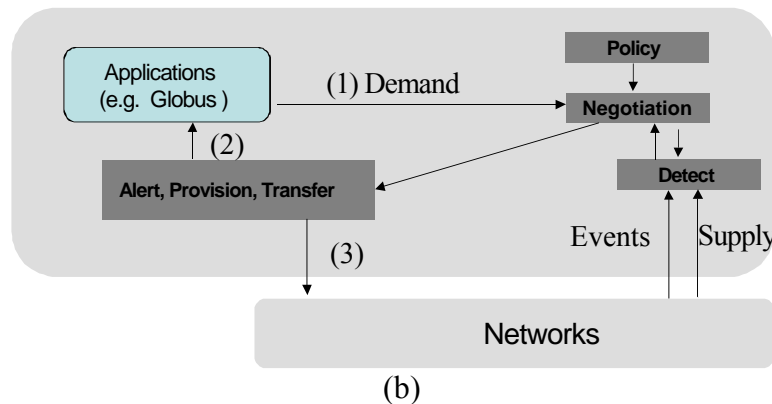 Applications
(e.g. Globus )
(1) Demand
Policy
Negotiation
(2)
Alert, Provision, Transfer
Detect
Events
Supply
(3)
Networks
(b)